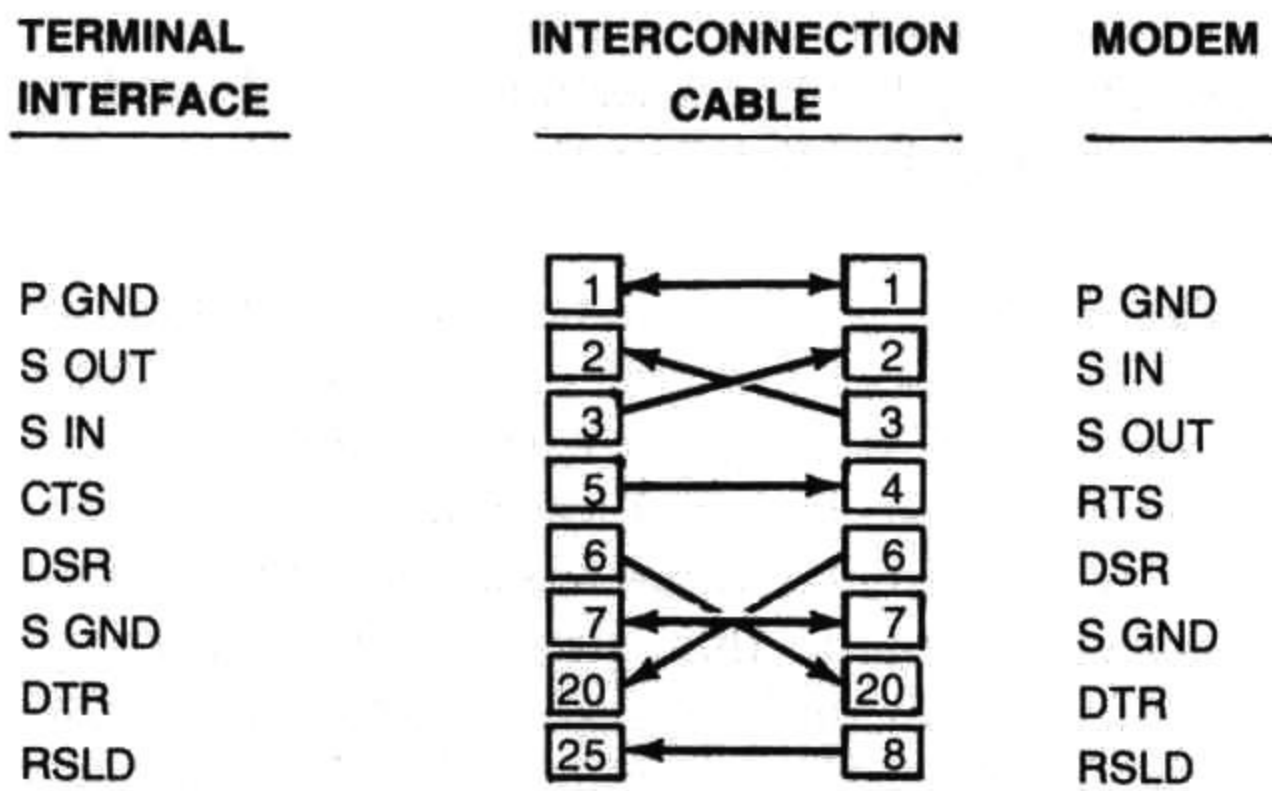 TERMINAL INTERCONNECTION MODEM
INTERFACE CABLE
P GND 1 1 P GND
S OUT 2 2 S IN
S IN 3 3 S OUT
CTS 5 4 RTS
DSR 6 6 DSR
S GND 7 7 S GND
DTR 20 20 DTR
RSLD 25 8 RSLD